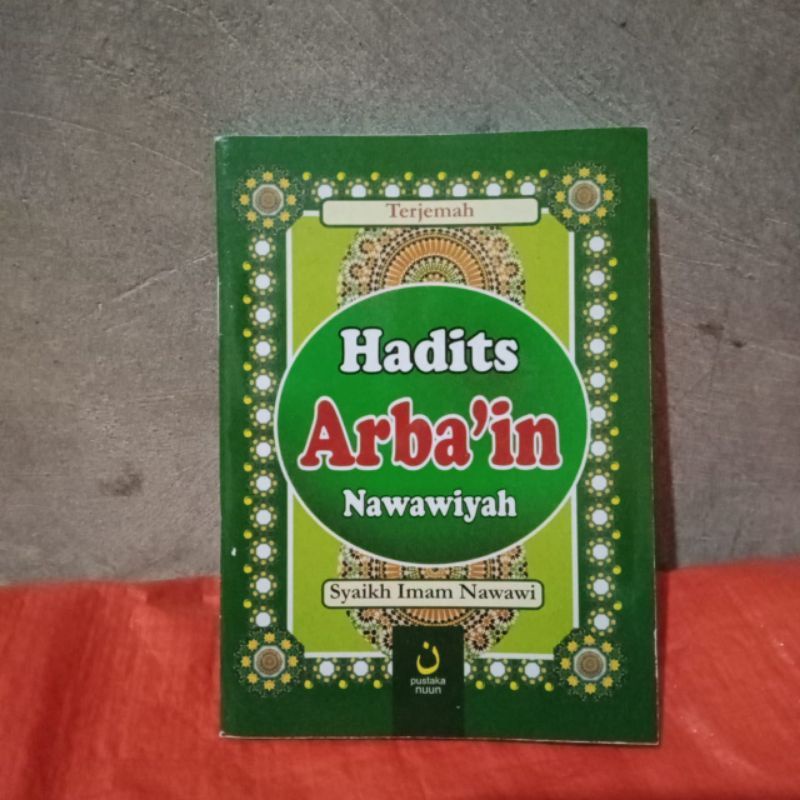 Terjemah
Hadits
Arba'in
Nawawiyah
Syaikh Imam Nawawi
ن
pustaka
nuun